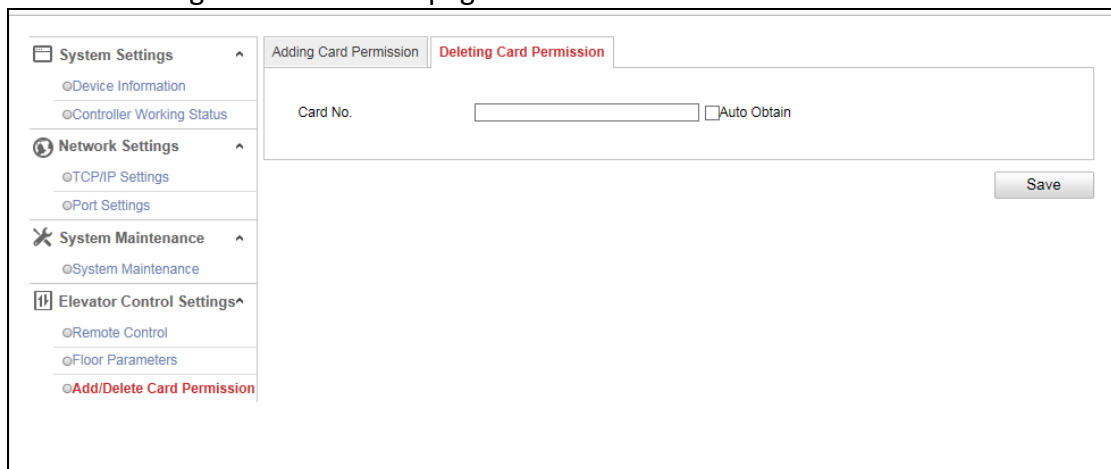 System Settings
Device Information
Controller Working Status
Network Settings
TCP/IP Settings
Port Settings
System Maintenance
System Maintenance
Elevator Control Settings
Remote Control
Floor Parameters
Add/Delete Card Permission
Adding Card Permission Deleting Card Permission
Card No. Auto Obtain
Save